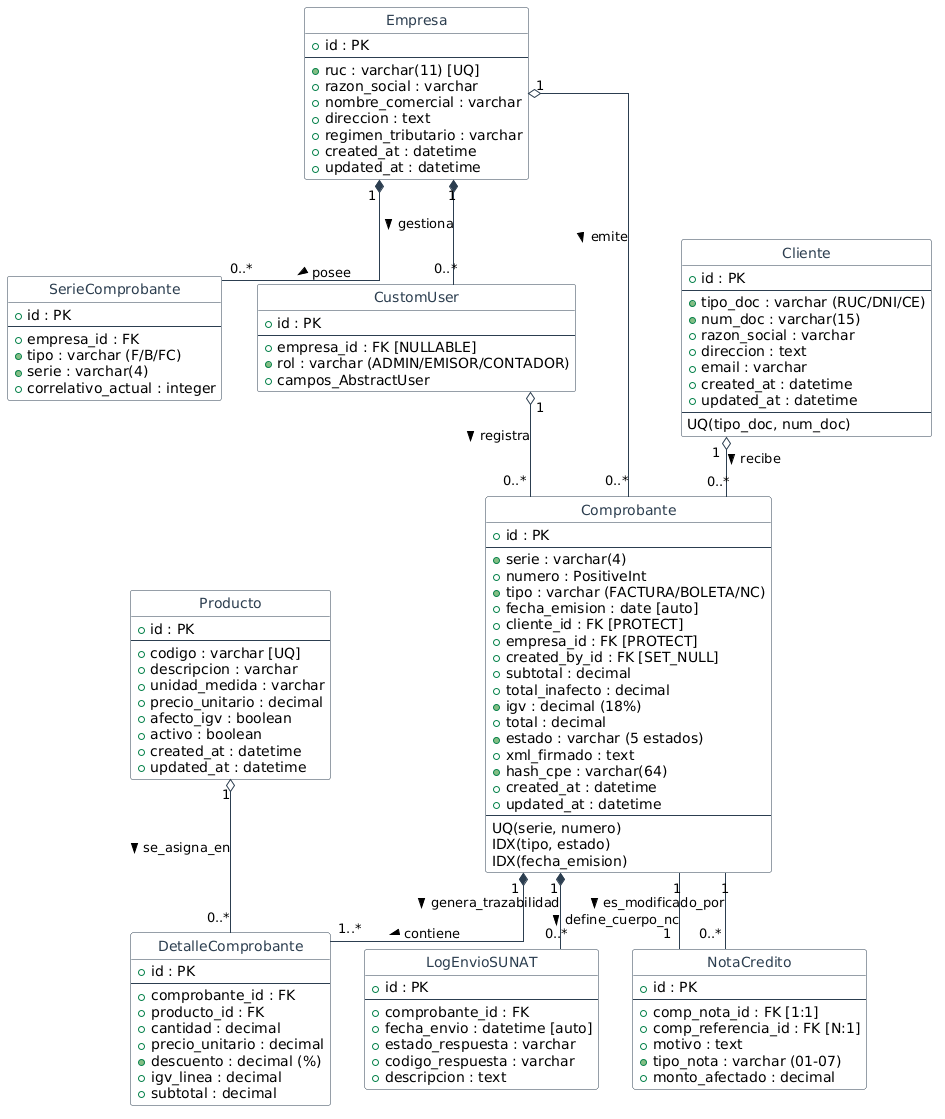 Empresa
id : PK
ruc : varchar(11) [UQ]
razon_social : varchar
nombre_comercial : varchar
direccion : text
regimen_tributario : varchar
created_at : datetime
updated_at : datetime
1
1
1
gestiona
emite
0..*
posee
0..*
SerieComprobante
id : PK
empresa_id : FK
tipo : varchar (F/B/FC)
serie : varchar(4)
correlativo_actual : integer
CustomUser
id : PK
empresa_id : FK [NULLABLE]
rol : varchar (ADMIN/EMISOR/CONTADOR)
campos_AbstractUser
Cliente
id : PK
tipo_doc : varchar (RUC/DNI/CE)
num_doc : varchar(15)
razon_social : varchar
direccion : text
email : varchar
created_at : datetime
updated_at : datetime
UQ(tipo_doc, num_doc)
1
registra
0..*
0..*
1
recibe
0..*
Comprobante
id : PK
serie : varchar(4)
numero : PositiveInt
tipo : varchar (FACTURA/BOLETA/NC)
fecha_emision : date [auto]
cliente_id : FK [PROTECT]
empresa_id : FK [PROTECT]
created_by_id : FK [SET_NULL]
subtotal : decimal
total_inafecto : decimal
igv : decimal (18%)
total : decimal
estado : varchar (5 estados)
xml_firmado : text
hash_cpe : varchar(64)
created_at : datetime
updated_at : datetime
UQ(serie, numero)
IDX(tipo, estado)
IDX(fecha_emision)
Producto
id : PK
codigo : varchar [UQ]
descripcion : varchar
unidad_medida : varchar
precio_unitario : decimal
afecto_igv : boolean
activo : boolean
created_at : datetime
updated_at : datetime
1
se_asigna_en
0..*
1
1
1
1
genera_trazabilidad
es_modificado_por
define_cuerpo_nc
1..*
contiene
0..*
1
0..*
DetalleComprobante
id : PK
comprobante_id : FK
producto_id : FK
cantidad : decimal
precio_unitario : decimal
descuento : decimal (%)
igv_linea : decimal
subtotal : decimal
LogEnvioSUNAT
id : PK
comprobante_id : FK
fecha_envio : datetime [auto]
estado_respuesta : varchar
codigo_respuesta : varchar
descripcion : text
NotaCredito
id : PK
comp_nota_id : FK [1:1]
comp_referencia_id : FK [N:1]
motivo : text
tipo_nota : varchar (01-07)
monto_afectado : decimal